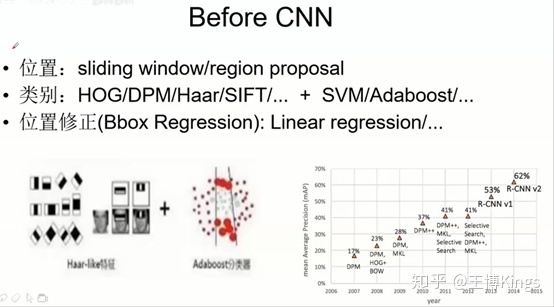 Before CNN
• 位置：sliding window/region proposal
• 类别：HOG/DPM/Haar/SIFT/... + SVM/Adaboost/...
• 位置修正(Bbox Regression): Linear regression/...
Haar-like特征
+
Adaboost分类器
mean Average Precision (mAP)
70%
60%
50%
40%
30%
20%
10%
0%
17%
DPM
23%
DPM,
HOG+
BOW
28%
DPM,
MKL
37%
DPM++
41%
DPM++,
MKL,
Selective
Search
41%
Selective
Search,
DPM++,
MKL
53%
R-CNN v1
62%
R-CNN v2
2006 2007 2008 2009 2010 2011 2012 2013 2014 2015
year
知乎 @王博Kings